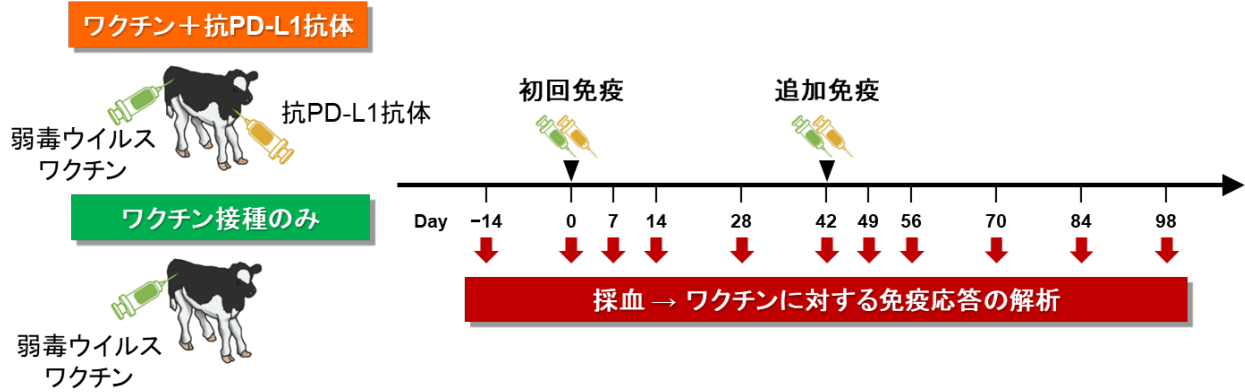 ワクチン＋抗PD-L1抗体
抗PD-L1抗体
弱毒ウイルス
ワクチン
ワクチン接種のみ
弱毒ウイルス
ワクチン
初回免疫
追加免疫
Day −14 0 7 14 28 42 49 56 70 84 98
採血 → ワクチンに対する免疫応答の解析